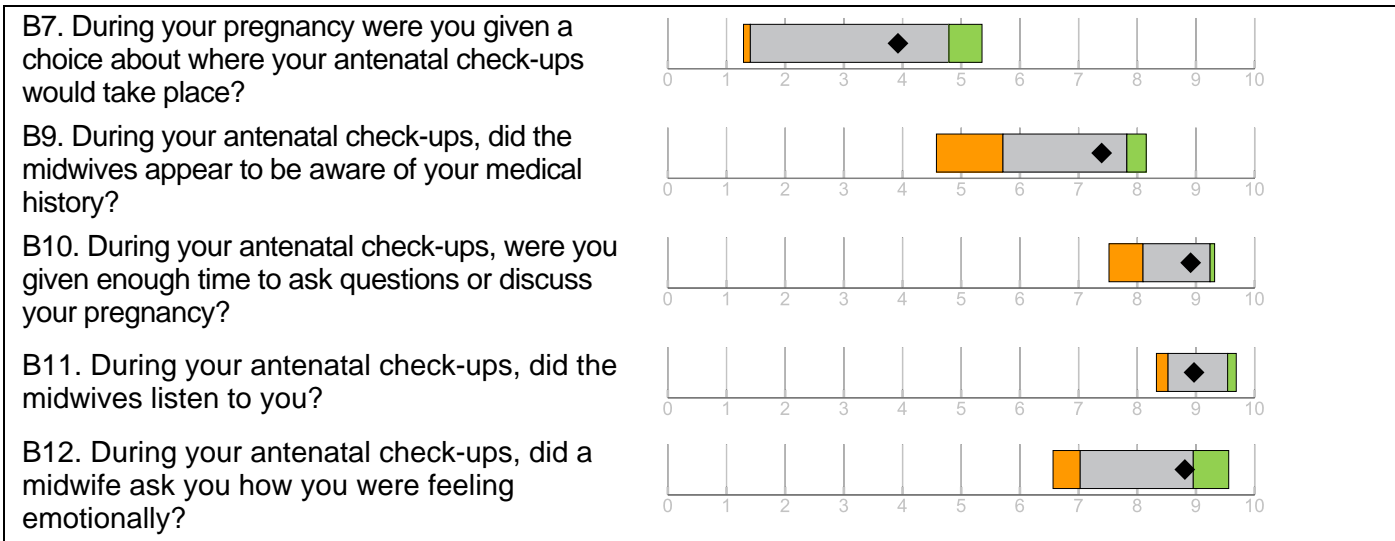 B7. During your pregnancy were you given a
choice about where your antenatal check-ups
would take place?
0 1 2 3 4 5 6 7 8 9 10
B9. During your antenatal check-ups, did the
midwives appear to be aware of your medical
history?
0 1 2 3 4 5 6 7 8 9 10
B10. During your antenatal check-ups, were you
given enough time to ask questions or discuss
your pregnancy?
0 1 2 3 4 5 6 7 8 9 10
B11. During your antenatal check-ups, did the
midwives listen to you?
0 1 2 3 4 5 6 7 8 9 10
B12. During your antenatal check-ups, did a
midwife ask you how you were feeling
emotionally?
0 1 2 3 4 5 6 7 8 9 10